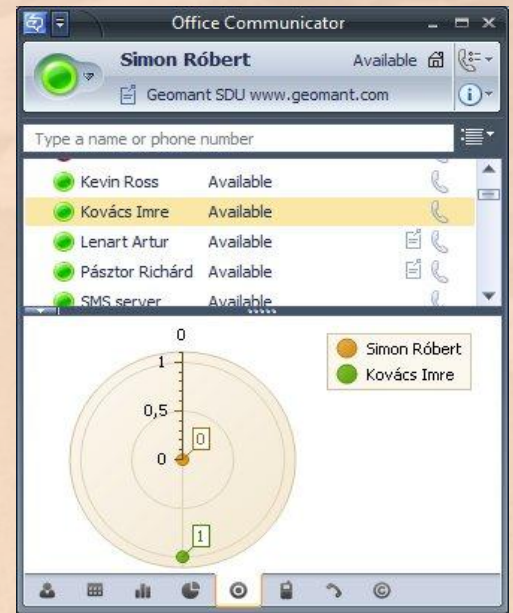 Office Communicator
Simon Róbert Available
Geomant SDU www.geomant.com
Type a name or phone number
Kevin Ross Available
Kovács Imre Available
Lenart Artur Available
Pásztor Richárd Available
SMS server Available
0
1
0,5
0
0
1
Simon Róbert
Kovács Imre